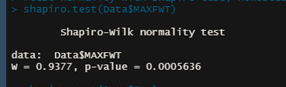 > shapiro.test(Data$MAXFWT)
Shapiro-Wilk normality test
data: Data$MAXFWT
W = 0.9377, p-value = 0.0005636